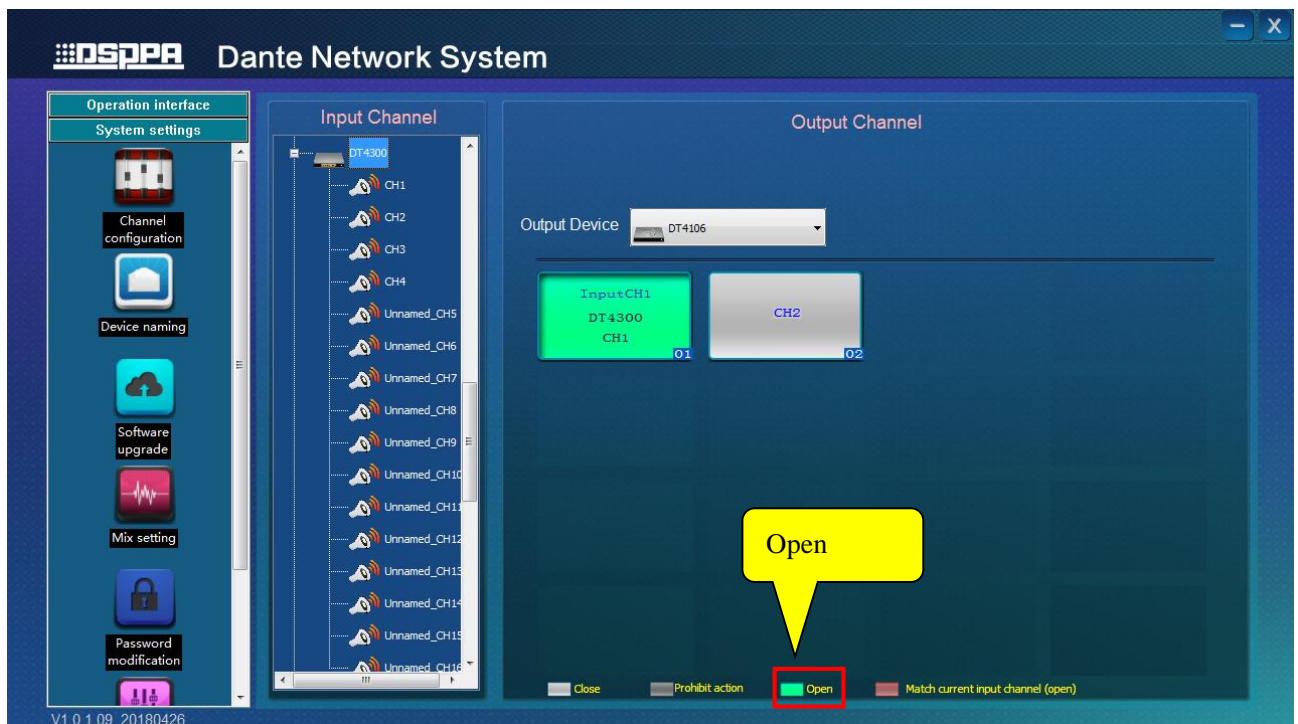 DSPPA Dante Network System
X
Operation interface
System settings
Channel
configuration
Device naming
Software
upgrade
Mix setting
Password
modification
V1.0.1.09_20180426
Input Channel
DT4300
CH1
CH2
CH3
CH4
Unnamed_CH5
Unnamed_CH6
Unnamed_CH7
Unnamed_CH8
Unnamed_CH9
Unnamed_CH10
Unnamed_CH11
Unnamed_CH12
Unnamed_CH13
Unnamed_CH14
Unnamed_CH15
Unnamed_CH16
Output Channel
Output Device DT4106
InputCH1
DT4300
CH1
01
CH2
02
Open
Close Prohibit action Open Match current input channel (open)